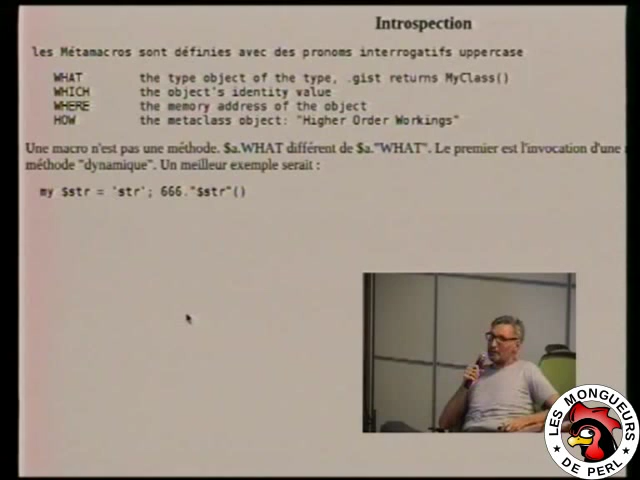 Introspection
les Métamacros sont définies avec des pronoms interrogatifs uppercase
WHAT the type object of the type, .gist returns MyClass()
WHICH the object's identity value
WHERE the memory address of the object
HOW the metaclass object: "Higher Order Workings"
Une macro n'est pas une méthode. $a.WHAT différent de $a."WHAT". Le premier est l'invocation d'une
méthode "dynamique". Un meilleur exemple serait :
my $str = 'str'; 666."$str"()
LES MONGUEURS
DE PERL